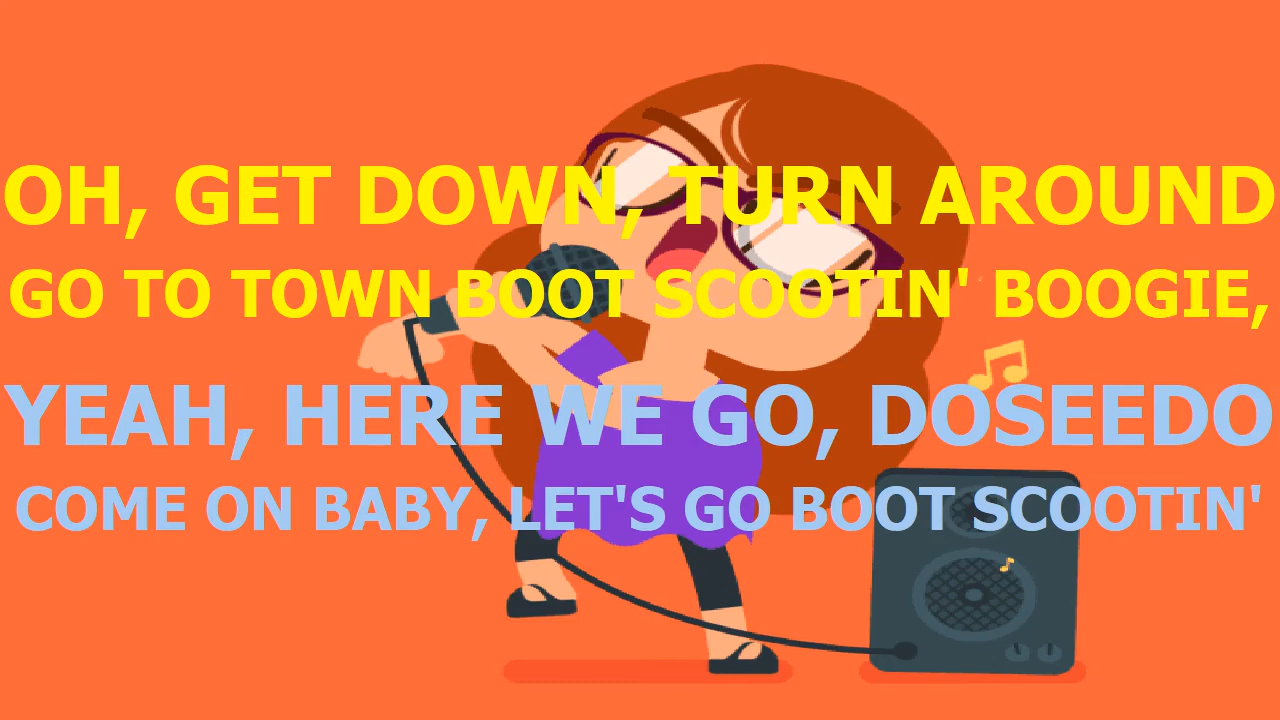 OH, GET DOWN, TURN AROUND
GO TO TOWN BOOT SCOOTIN' BOOGIE,
YEAH, HERE WE GO, DOSEEDO
COME ON BABY, LET'S GO BOOT SCOOTIN'